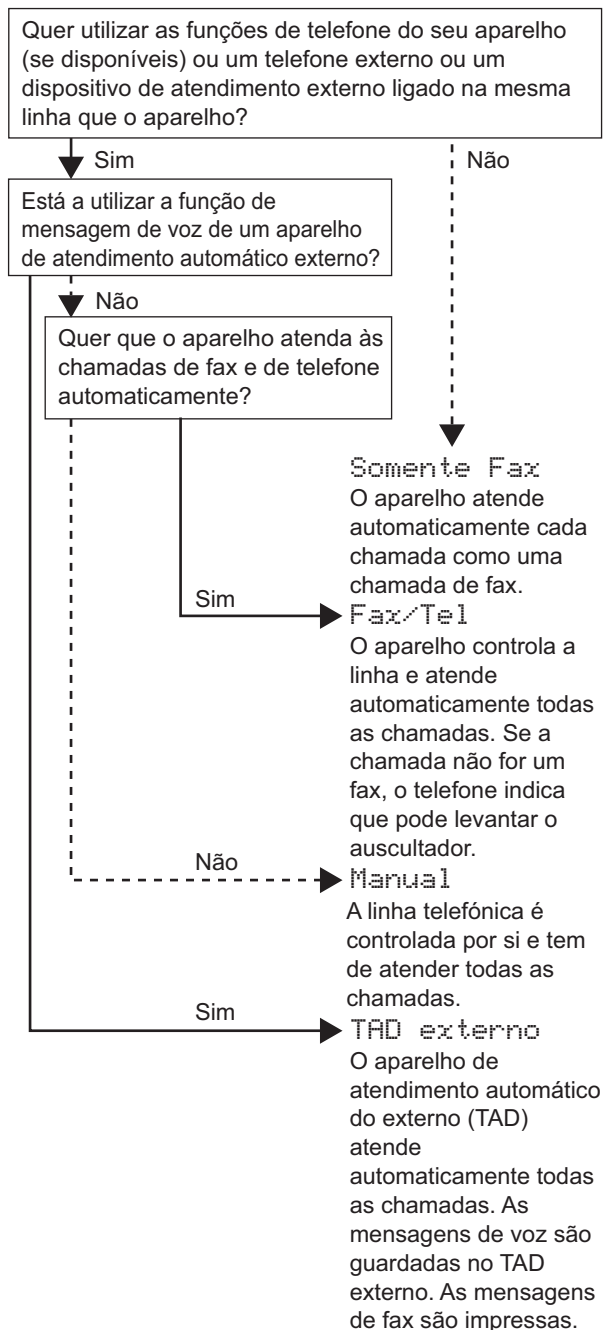 Quer utilizar as funções de telefone do seu aparelho
(se disponíveis) ou um telefone externo ou um
dispositivo de atendimento externo ligado na mesma
linha que o aparelho?
Sim
Não
Está a utilizar a função de
mensagem de voz de um aparelho
de atendimento automático externo?
Não
Quer que o aparelho atenda às
chamadas de fax e de telefone
automaticamente?
Somente Fax
O aparelho atende
automaticamente cada
chamada como uma
chamada de fax.
Sim
Fax/Tel
O aparelho controla a
linha e atende
automaticamente todas
as chamadas. Se a
chamada não for um
fax, o telefone indica
que pode levantar o
auscultador.
Não
Manual
A linha telefónica é
controlada por si e tem
de atender todas as
chamadas.
Sim
TAD externo
O aparelho de
atendimento automático
do externo (TAD)
atende
automaticamente todas
as chamadas. As
mensagens de voz são
guardadas no TAD
externo. As mensagens
de fax são impressas.